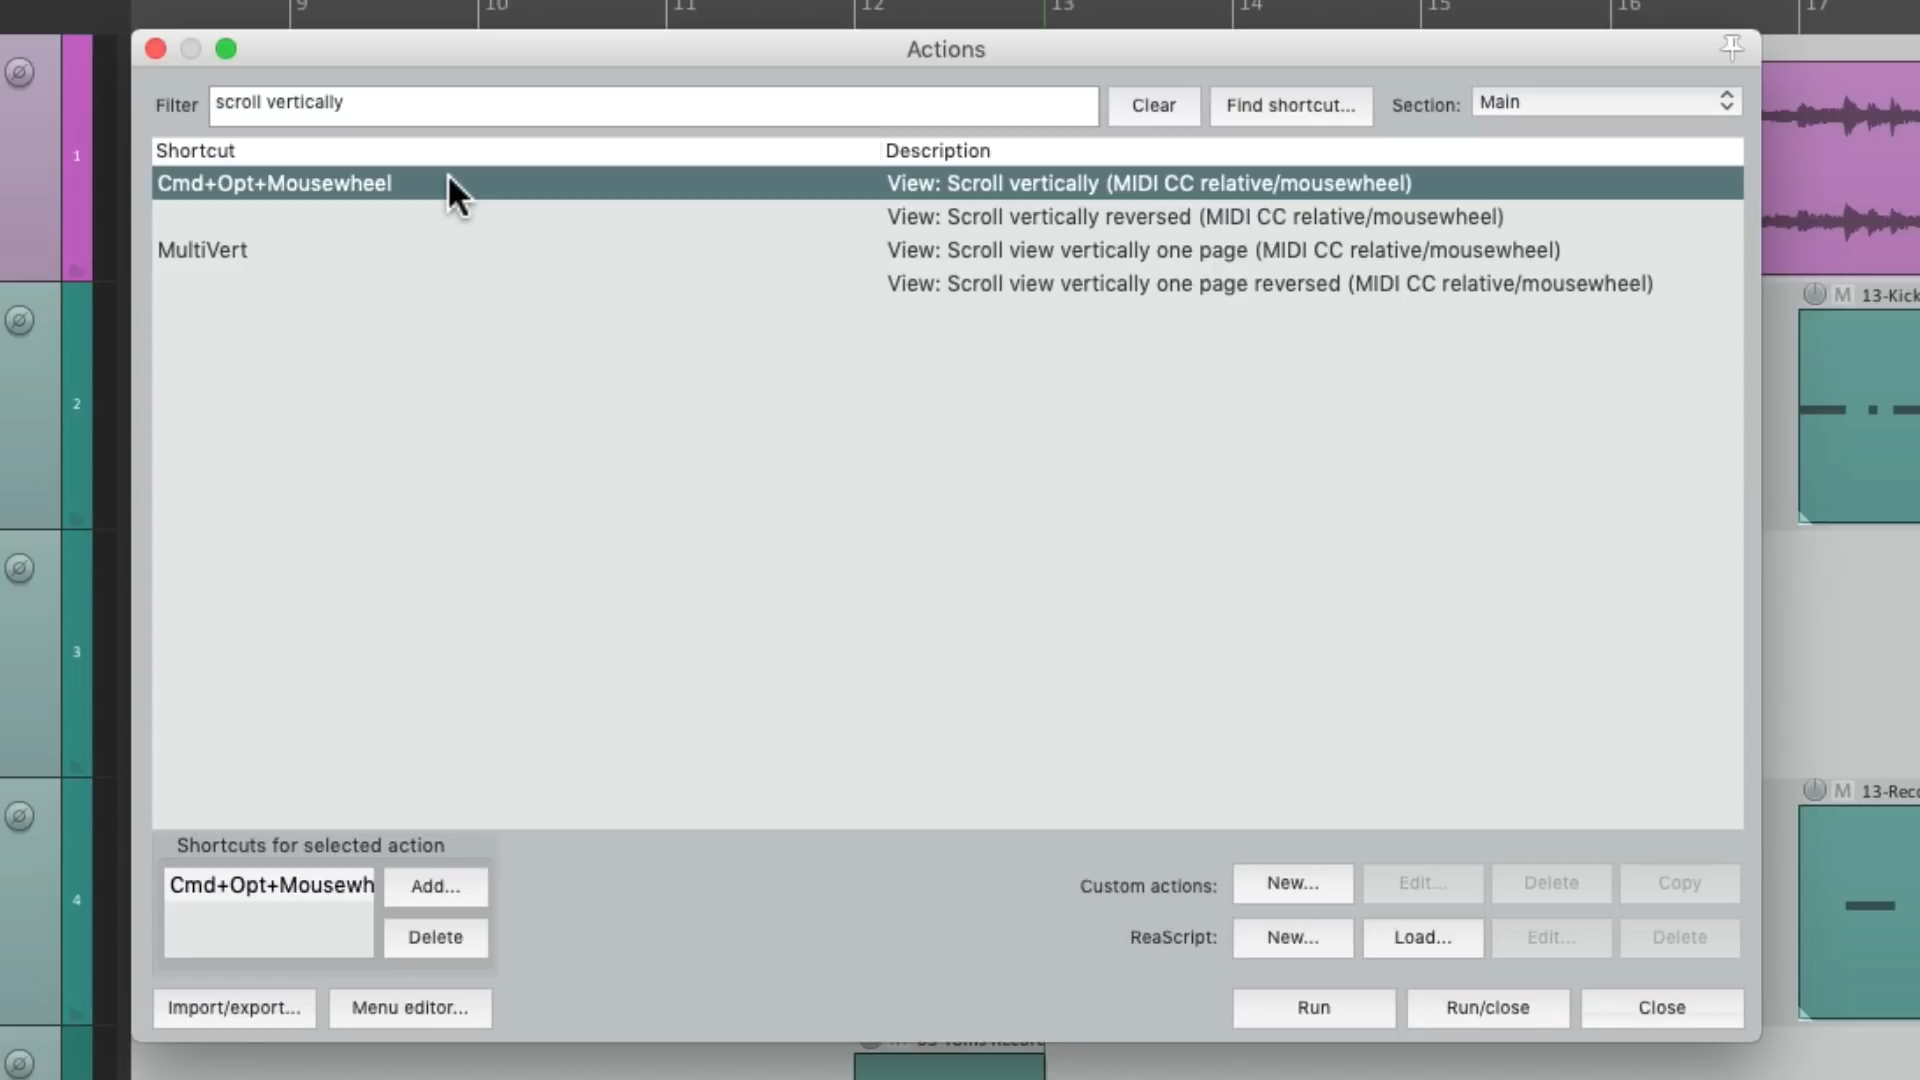 9 10 11 12 13 14 15 16 17
Actions
Filter scroll vertically Clear Find shortcut... Section: Main
Shortcut Description
Cmd+Opt+Mousewheel View: Scroll vertically (MIDI CC relative/mousewheel)
View: Scroll vertically reversed (MIDI CC relative/mousewheel)
MultiVert View: Scroll view vertically one page (MIDI CC relative/mousewheel)
View: Scroll view vertically one page reversed (MIDI CC relative/mousewheel)
1
M 13-Kick
2
3
M 13-Reco
4
Shortcuts for selected action
Cmd+Opt+Mousewh Add...
Delete
Custom actions: New... Edit... Delete Copy
ReaScript: New... Load... Edit... Delete
Import/export... Menu editor... Run Run/close Close